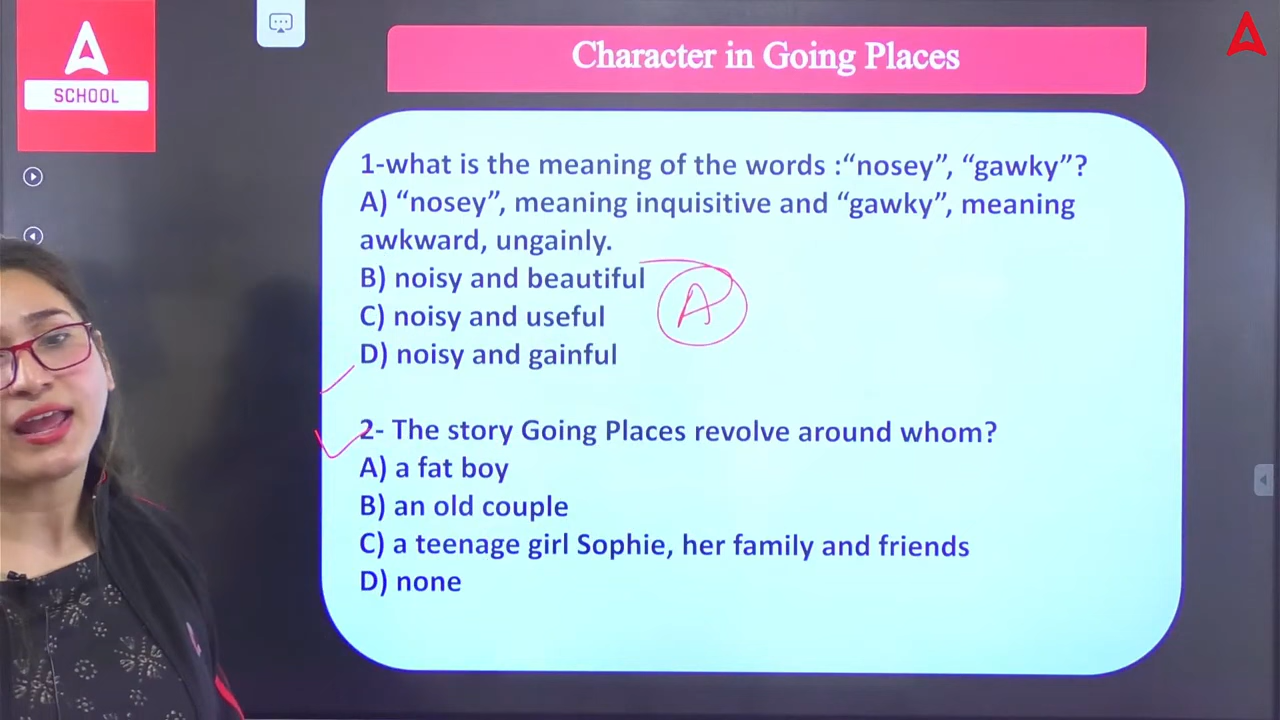 SCHOOL
Character in Going Places
1-what is the meaning of the words :“nosey”, “gawky”?
A) “nosey”, meaning inquisitive and “gawky”, meaning
awkward, ungainly.
B) noisy and beautiful
C) noisy and useful
A
D) noisy and gainful
2- The story Going Places revolve around whom?
A) a fat boy
B) an old couple
C) a teenage girl Sophie, her family and friends
D) none